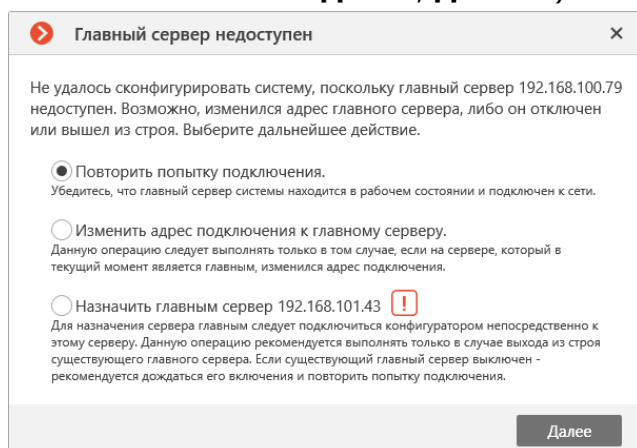 Главный сервер недоступен
Не удалось сконфигурировать систему, поскольку главный сервер 192.168.100.79
недоступен. Возможно, изменился адрес главного сервера, либо он отключен
или вышел из строя. Выберите дальнейшее действие.
Повторить попытку подключения.
Убедитесь, что главный сервер системы находится в рабочем состоянии и подключен к сети.
Изменить адрес подключения к главному серверу.
Данную операцию следует выполнять только в том случае, если на сервере, который в
текущий момент является главным, изменился адрес подключения.
Назначить главным сервер 192.168.101.43 !
Для назначения сервера главным следует подключиться конфигуратором непосредственно к
этому серверу. Данную операцию рекомендуется выполнять только в случае выхода из строя
существующего главного сервера. Если существующий главный сервер выключен -
рекомендуется дождаться его включения и повторить попытку подключения.
Далее